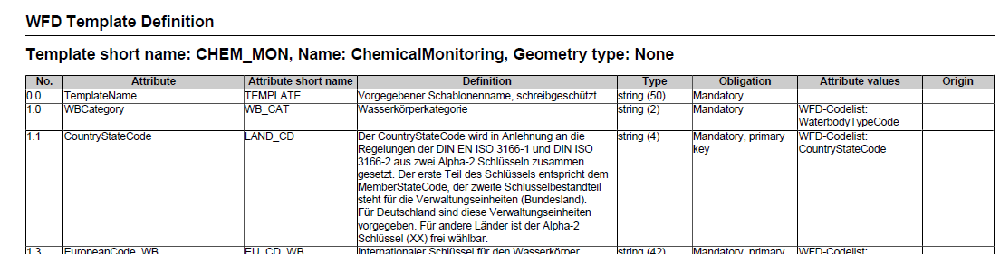 WFD Template Definition
Template short name: CHEM_MON, Name: ChemicalMonitoring, Geometry type: None
No. Attribute Attribute short name Definition Type Obligation Attribute values Origin
0.0 TemplateName TEMPLATE Vorgegebener Schablonenname, schreibgeschützt string (50) Mandatory
1.0 WBCategory WB_CAT Wasserkörperkategorie string (2) Mandatory WFD-Codelist:
WaterbodyTypeCode
1.1 CountryStateCode LAND_CD Der CountryStateCode wird in Anlehnung an die string (4) Mandatory, primary WFD-Codelist:
Regelungen der DIN EN ISO 3166-1 und DIN ISO key CountryStateCode
3166-2 aus zwei Alpha-2 Schlüsseln zusammen
gesetzt. Der erste Teil des Schlüssels entspricht dem
MemberStateCode, der zweite Schlüsselbestandteil
steht für die Verwaltungseinheiten (Bundesland).
Für Deutschland sind diese Verwaltungseinheiten
vorgegeben. Für andere Länder ist der Alpha-2
Schlüssel (XX) frei wählbar.
1.3 EuropeanCode_WB EU_CD_WB Internationaler Schlüssel für den Wasserkörper string (42) Mandatory, primary WFD-Codelist: